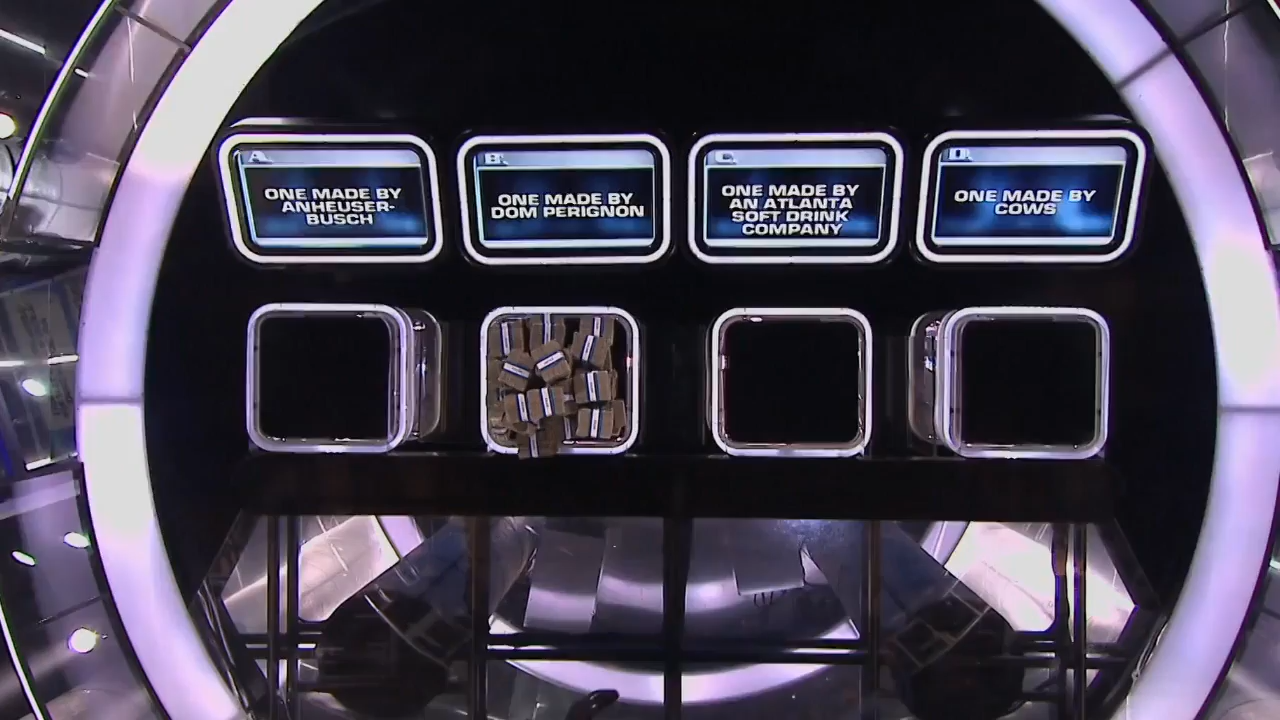 A.
ONE MADE BY
ANHEUSER-
BUSCH
B.
ONE MADE BY
DOM PERIGNON
C.
ONE MADE BY
AN ATLANTA
SOFT DRINK
COMPANY
D.
ONE MADE BY
COWS